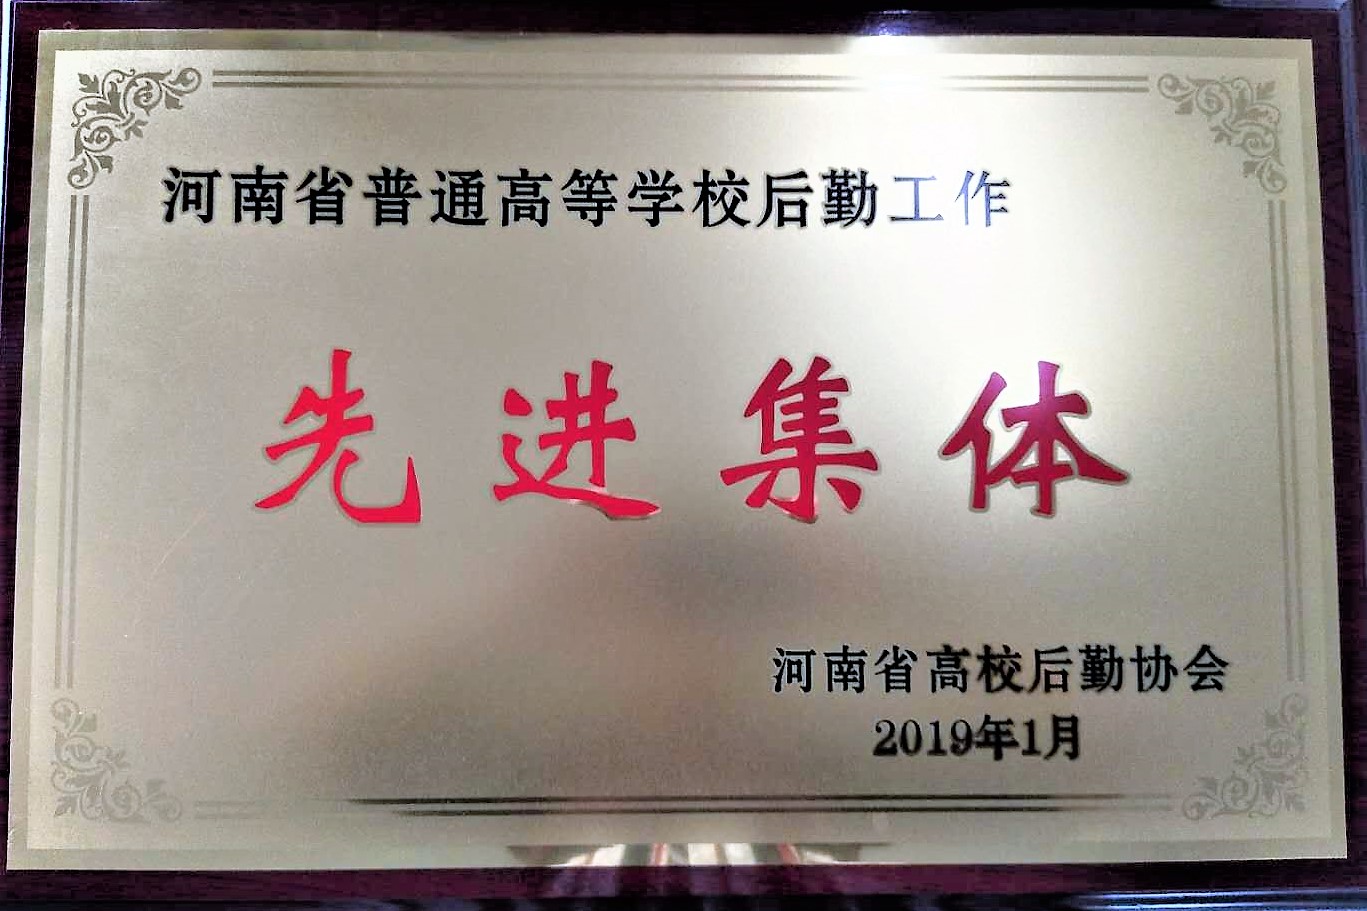 河南省普通高等学校后勤工作
先进集体
河南省高校后勤协会
2019年1月